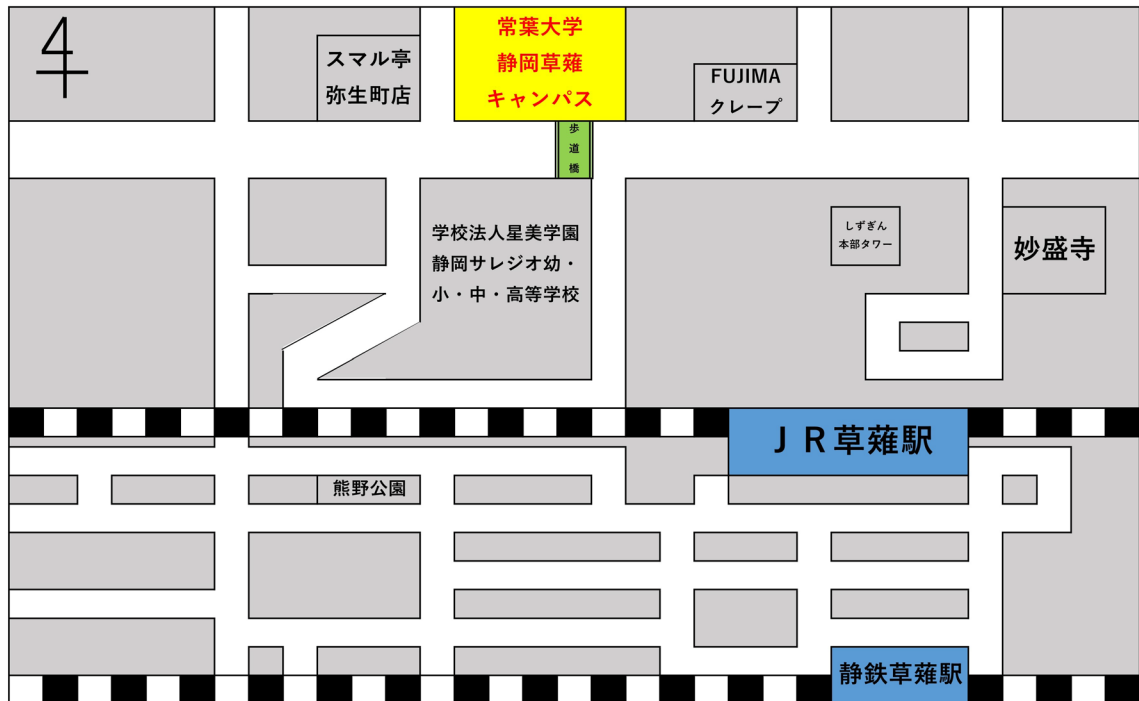 常葉大学
静岡草薙
キャンパス
スマル亭
弥生町店
FUJIMA
クレープ
歩
道
橋
学校法人星美学園
静岡サレジオ幼・
小・中・高等学校
しずぎん
本部タワー
妙盛寺
ＪＲ草薙駅
熊野公園
静鉄草薙駅